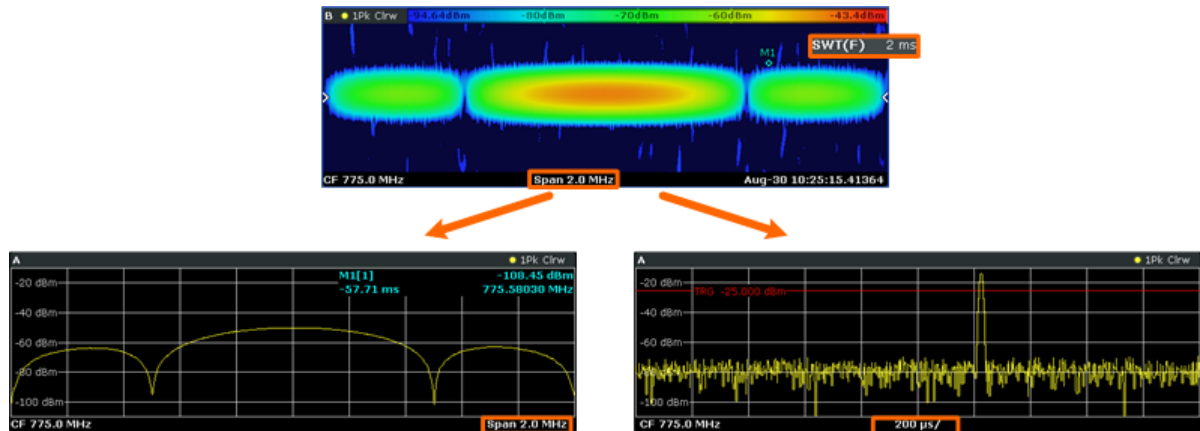 B 1Pk Clrw -94.64dBm -80dBm -70dBm -60dBm -43.4dBm
SWT(F) 2 ms
M1
CF 775.0 MHz Span 2.0 MHz Aug-30 10:25:15.41364
A 1Pk Clrw
M1[1] -108.45 dBm
-57.71 ms 775.58030 MHz
-20 dBm
-40 dBm
-60 dBm
-80 dBm
-100 dBm
CF 775.0 MHz Span 2.0 MHz
A 1Pk Clrw
-20 dBm
TRG -25.000 dBm
-40 dBm
-60 dBm
-80 dBm
-100 dBm
CF 775.0 MHz 200 µs/